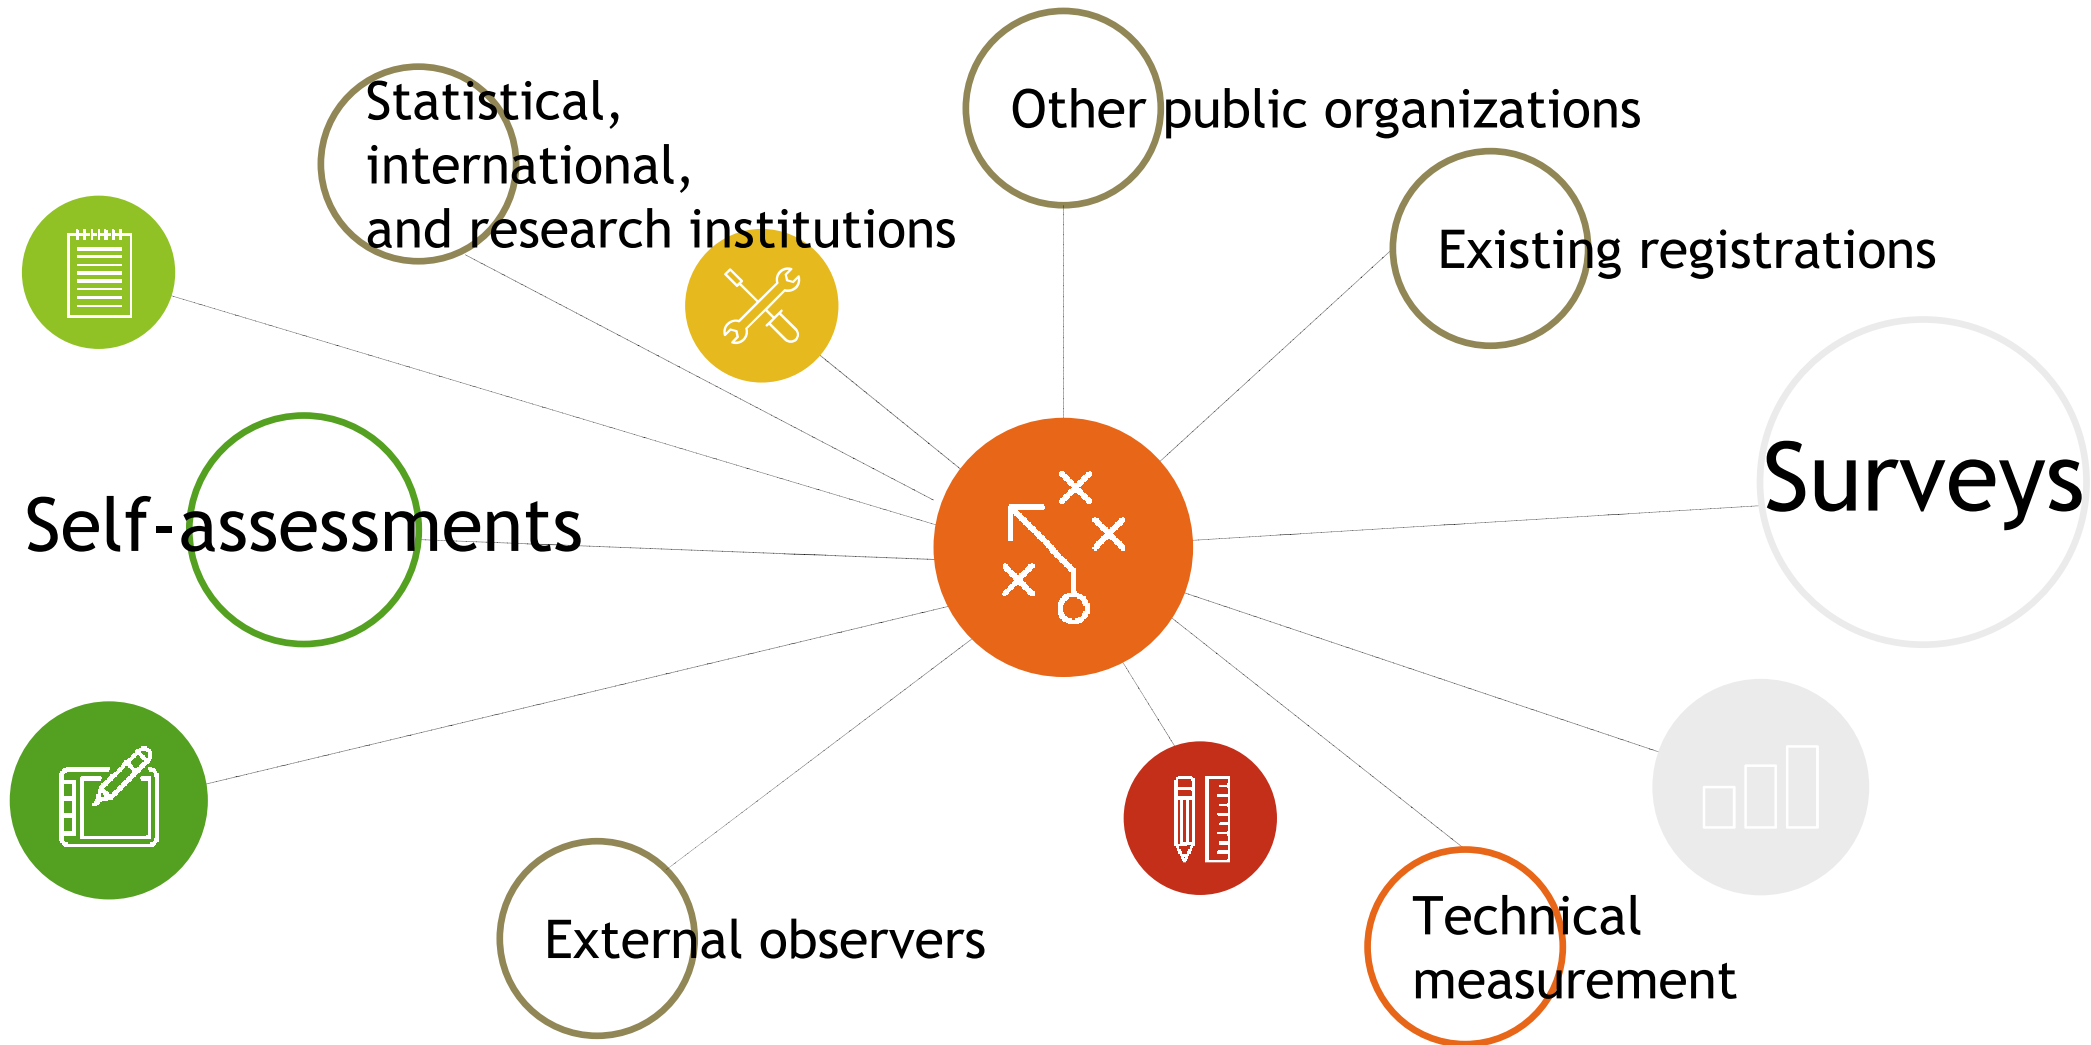 Statistical,
international,
and research institutions
Other public organizations
Existing registrations
Self-assessments
Surveys
External observers
Technical
measurement